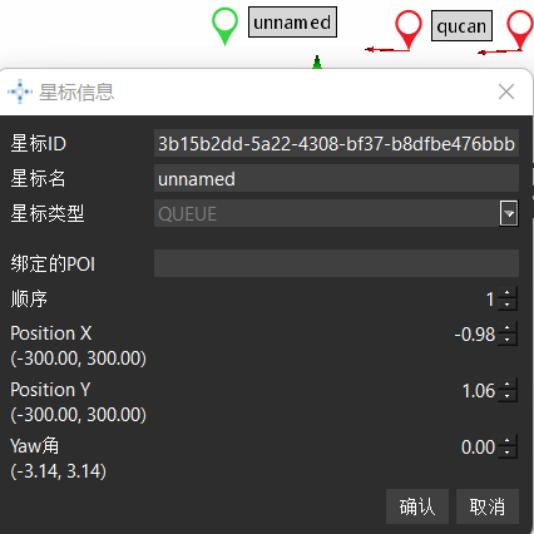 unnamed
qucan
星标信息
星标ID
3b15b2dd-5a22-4308-bf37-b8dfbe476bbb
星标名
unnamed
星标类型
QUEUE
绑定的POI
顺序
1
Position X
(-300.00, 300.00)
-0.98
Position Y
(-300.00, 300.00)
1.06
Yaw角
(-3.14, 3.14)
0.00
确认
取消